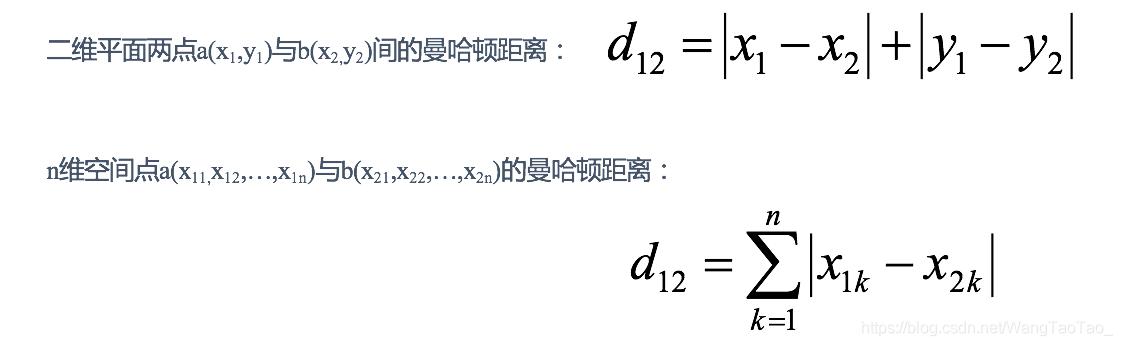 二维平面两点a(x₁,y₁)与b(x₂,y₂)间的曼哈顿距离： d₁₂ = |x₁ − x₂| + |y₁ − y₂|
n维空间点a(x₁₁,x₁₂,…,x₁ₙ)与b(x₂₁,x₂₂,…,x₂ₙ)的曼哈顿距离：
n
d₁₂ = ∑ |x₁ₖ − x₂ₖ|
k=1
https://blog.csdn.net/WangTaoTao_